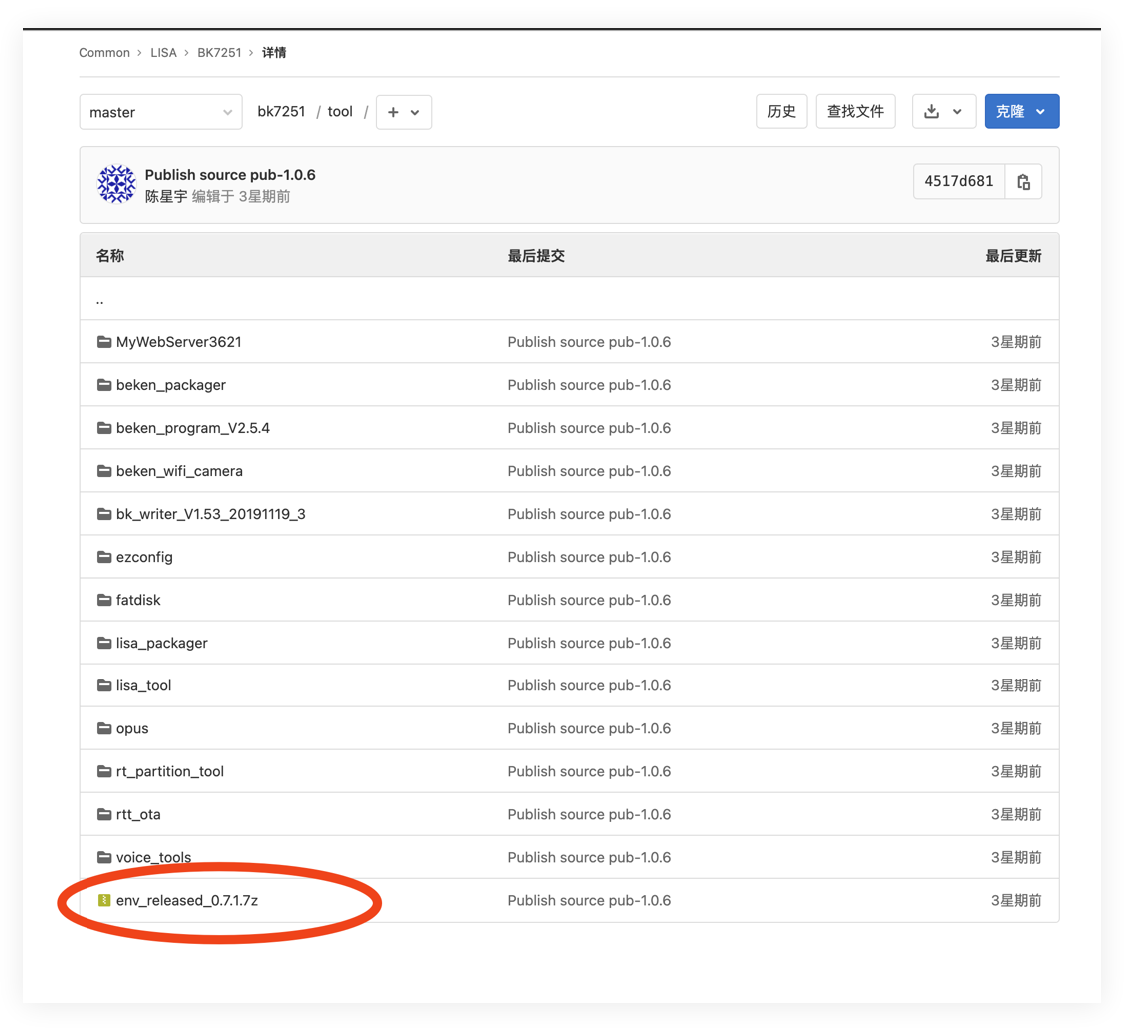 Common > LISA > BK7251 > 详情
master bk7251 / tool / + 历史 查找文件 克隆
Publish source pub-1.0.6
陈星宇 编辑于 3星期前
4517d681
名称 最后提交 最后更新
..
MyWebServer3621 Publish source pub-1.0.6 3星期前
beken_packager Publish source pub-1.0.6 3星期前
beken_program_V2.5.4 Publish source pub-1.0.6 3星期前
beken_wifi_camera Publish source pub-1.0.6 3星期前
bk_writer_V1.53_20191119_3 Publish source pub-1.0.6 3星期前
ezconfig Publish source pub-1.0.6 3星期前
fatdisk Publish source pub-1.0.6 3星期前
lisa_packager Publish source pub-1.0.6 3星期前
lisa_tool Publish source pub-1.0.6 3星期前
opus Publish source pub-1.0.6 3星期前
rt_partition_tool Publish source pub-1.0.6 3星期前
rtt_ota Publish source pub-1.0.6 3星期前
voice_tools Publish source pub-1.0.6 3星期前
env_released_0.7.1.7z Publish source pub-1.0.6 3星期前